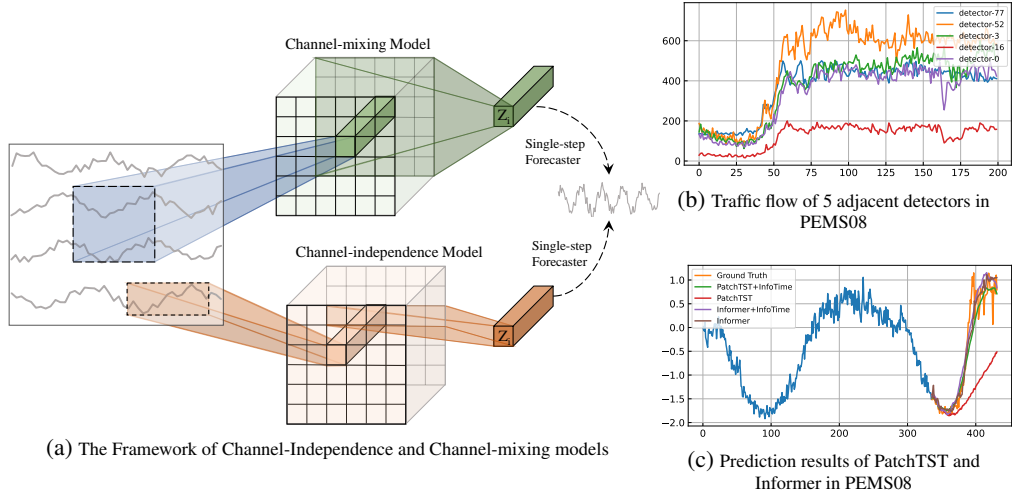 Channel-mixing Model
Z_i
Single-step
Forecaster
Channel-independence Model
Single-step
Forecaster
Z_i
(a) The Framework of Channel-Independence and Channel-mixing models
detector-77
detector-52
detector-3
detector-16
detector-0
600
400
200
0
0 25 50 75 100 125 150 175 200
(b) Traffic flow of 5 adjacent detectors in
PEMS08
Ground Truth
PatchTST+InfoTime
PatchTST
Informer+InfoTime
Informer
1.0
0.5
0.0
−0.5
−1.0
−1.5
−2.0
0 100 200 300 400
(c) Prediction results of PatchTST and
Informer in PEMS08